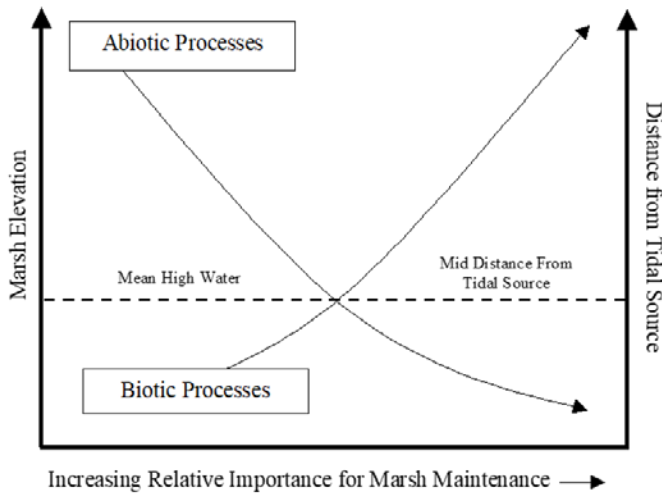 Abiotic Processes
Marsh Elevation
Distance from Tidal Source
Mean High Water
Mid Distance From
Tidal Source
Biotic Processes
Increasing Relative Importance for Marsh Maintenance